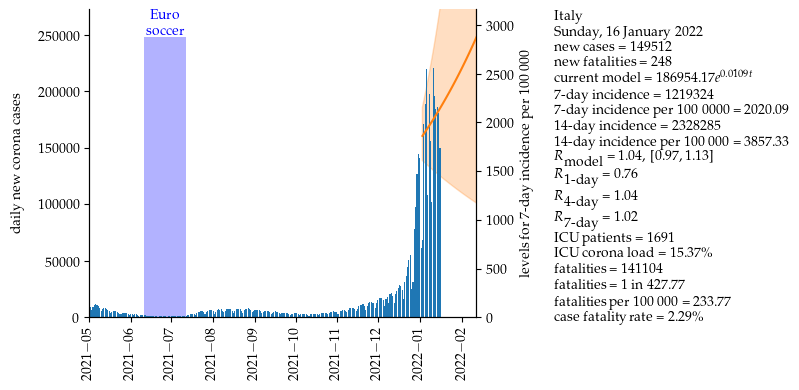 Euro
soccer
250000
200000
150000
100000
50000
0
daily new corona cases
3000
2500
2000
1500
1000
500
0
levels for 7-day incidence per 100 000
2021−05
2021−06
2021−07
2021−08
2021−09
2021−10
2021−11
2021−12
2022−01
2022−02
Italy
Sunday, 16 January 2022
new cases = 149512
new fatalities = 248
current model = 186954.17e^0.0109t
7-day incidence = 1219324
7-day incidence per 100 0000 = 2020.09
14-day incidence = 2328285
14-day incidence per 100 000 = 3857.33
R_model = 1.04, [0.97, 1.13]
R_1-day = 0.76
R_4-day = 1.04
R_7-day = 1.02
ICU patients = 1691
ICU corona load = 15.37%
fatalities = 141104
fatalities = 1 in 427.77
fatalities per 100 000 = 233.77
case fatality rate = 2.29%